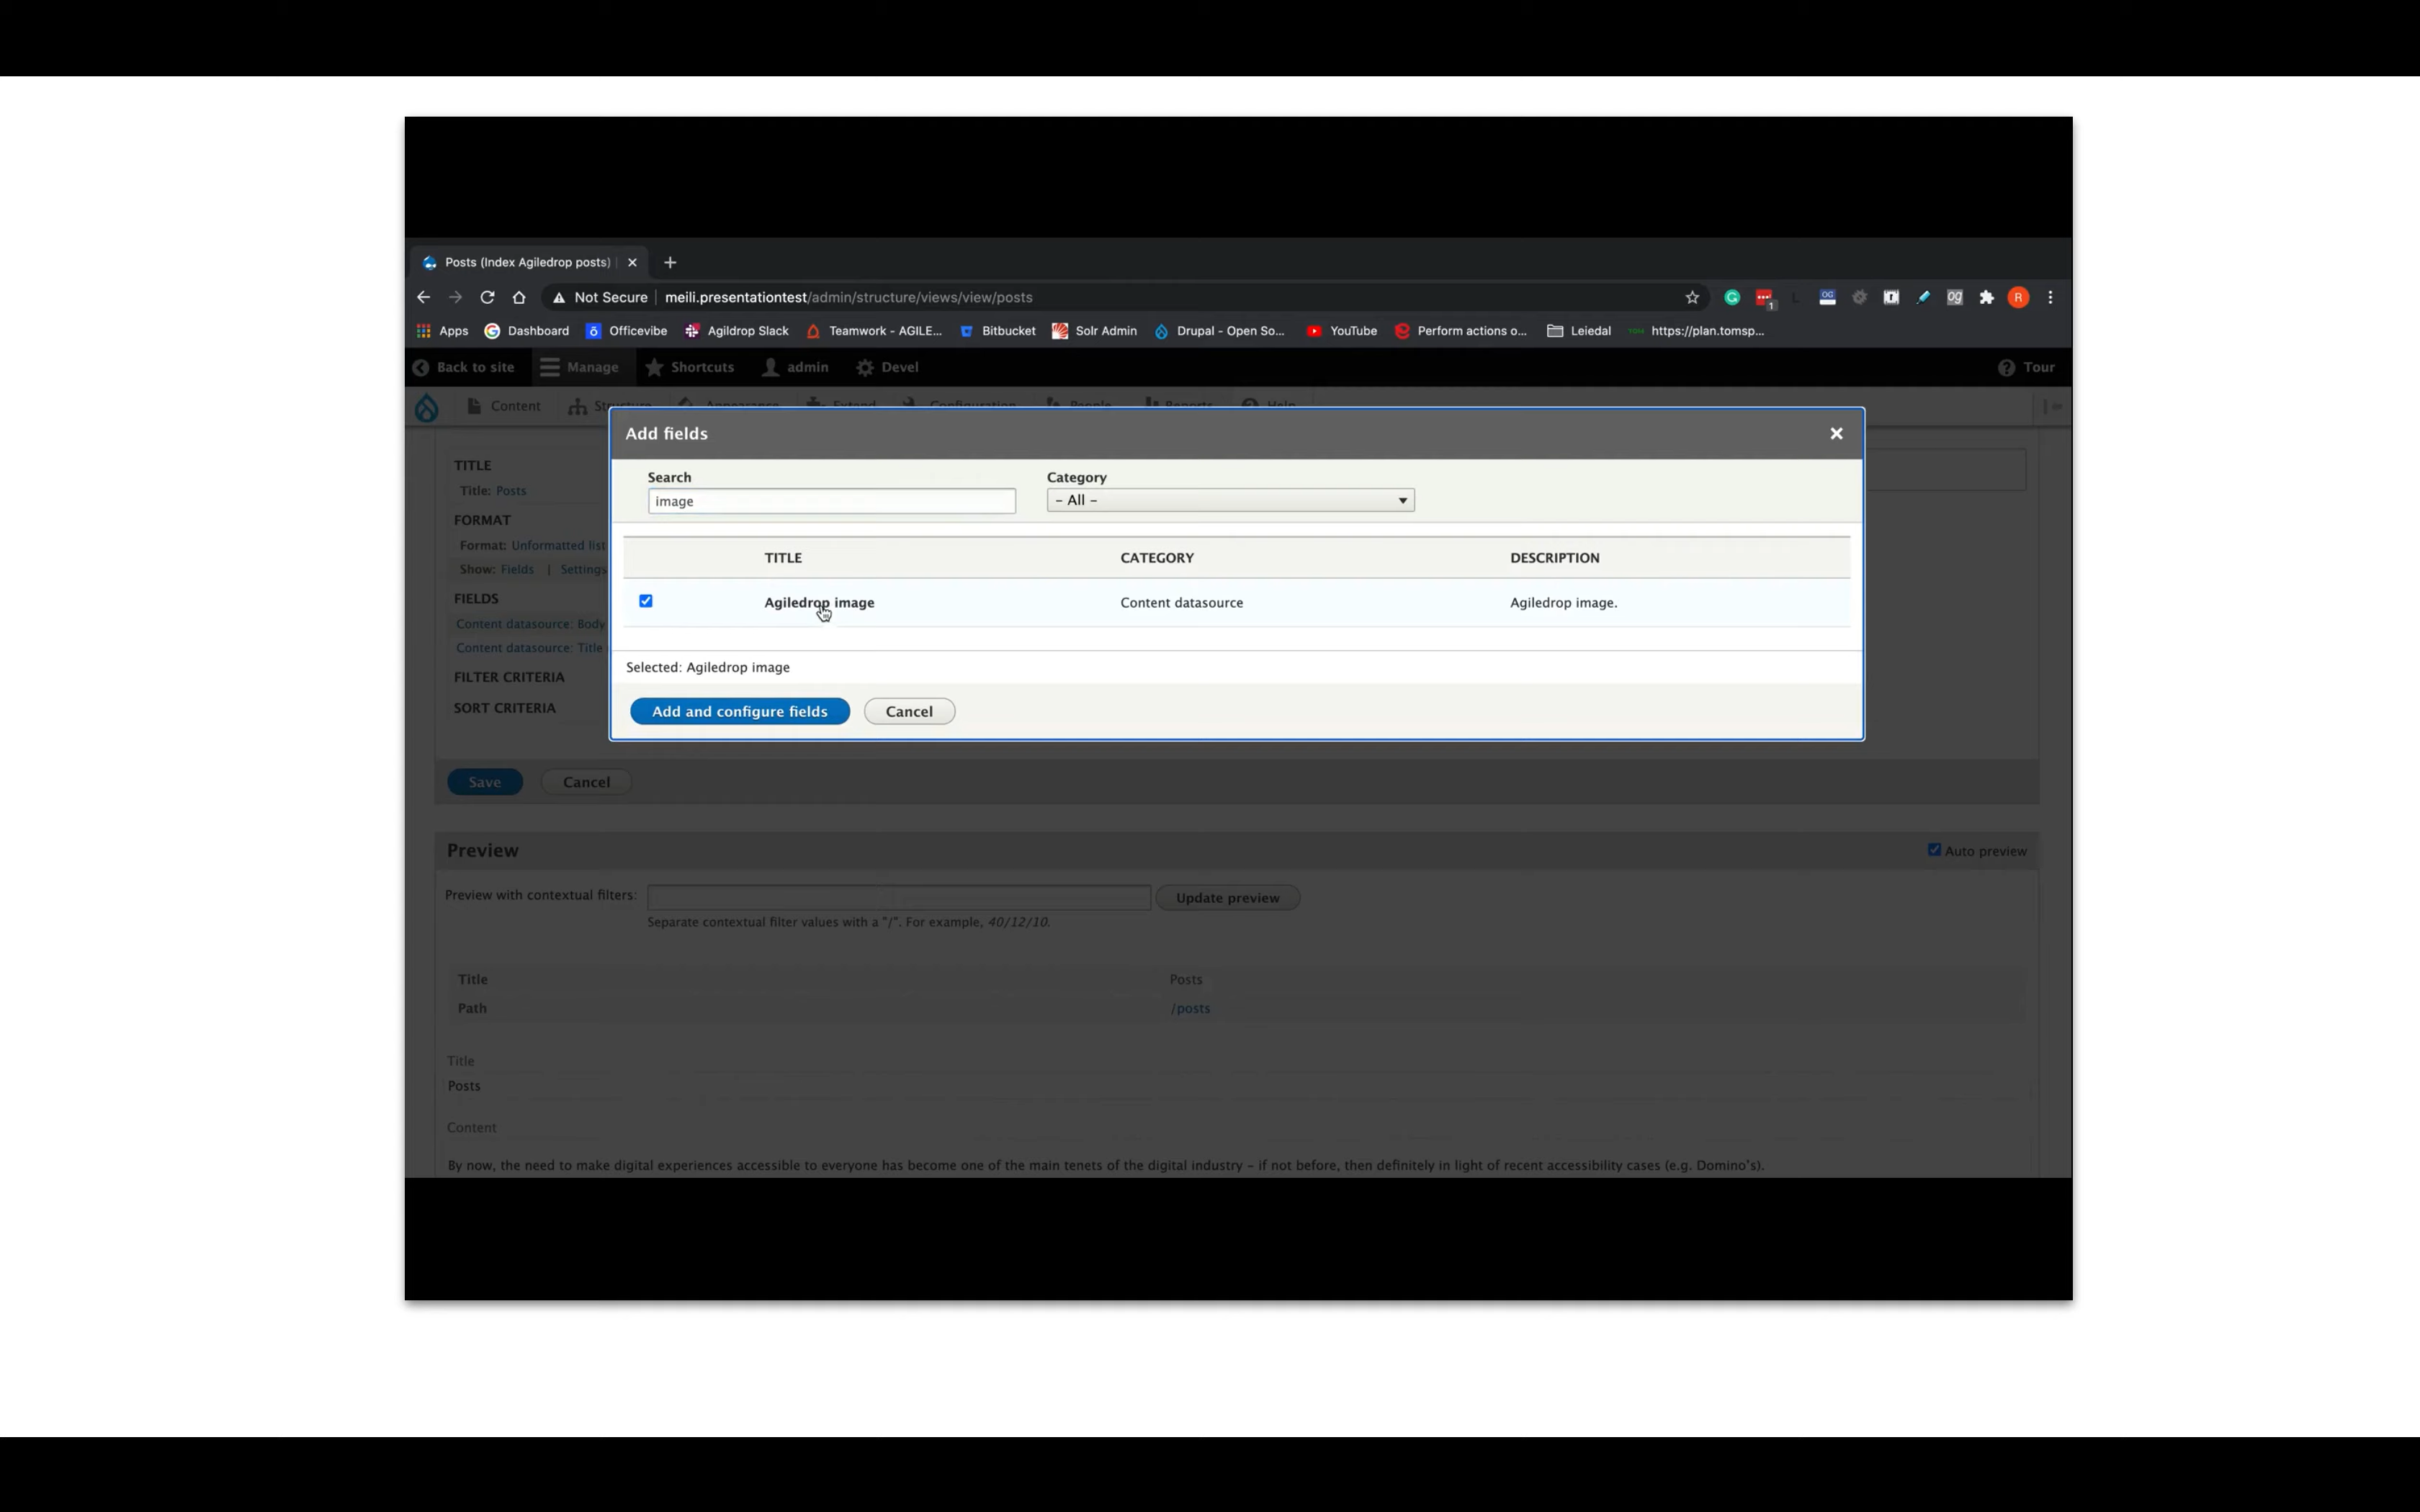 Posts (Index Agiledrop posts)
Not Secure | meili.presentationtest/admin/structure/views/view/posts
Apps Dashboard Officevibe Agildrop Slack Teamwork - AGILE... Bitbucket Solr Admin Drupal - Open So... YouTube Perform actions o... Leiedal https://plan.tomsp...
Back to site Manage Shortcuts admin Devel Tour
Content Structure Appearance Extend Configuration People Reports Help
Add fields
Search Category
image - All -
TITLE CATEGORY DESCRIPTION
Agiledrop image Content datasource Agiledrop image.
Selected: Agiledrop image
Add and configure fields Cancel
TITLE
Title: Posts
FORMAT
Format: Unformatted list
Show: Fields | Settings
FIELDS
Content datasource: Body
Content datasource: Title
FILTER CRITERIA
SORT CRITERIA
Save Cancel
Preview Auto preview
Preview with contextual filters: Update preview
Separate contextual filter values with a "/". For example, 40/12/10.
Title Posts
Path /posts
Title
Posts
Content
By now, the need to make digital experiences accessible to everyone has become one of the main tenets of the digital industry – if not before, then definitely in light of recent accessibility cases (e.g. Domino's).